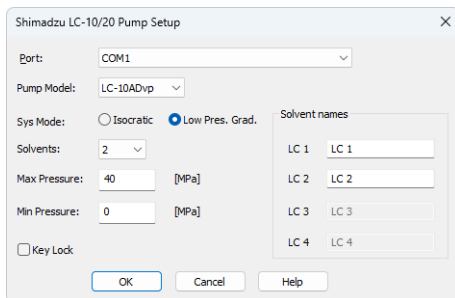 Shimadzu LC-10/20 Pump Setup
Port: COM1
Pump Model: LC-10ADvp
Sys Mode: Isocratic Low Pres. Grad.
Solvents: 2
Max Pressure: 40 [MPa]
Min Pressure: 0 [MPa]
Key Lock
Solvent names
LC 1 LC 1
LC 2 LC 2
LC 3 LC 3
LC 4 LC 4
OK Cancel Help